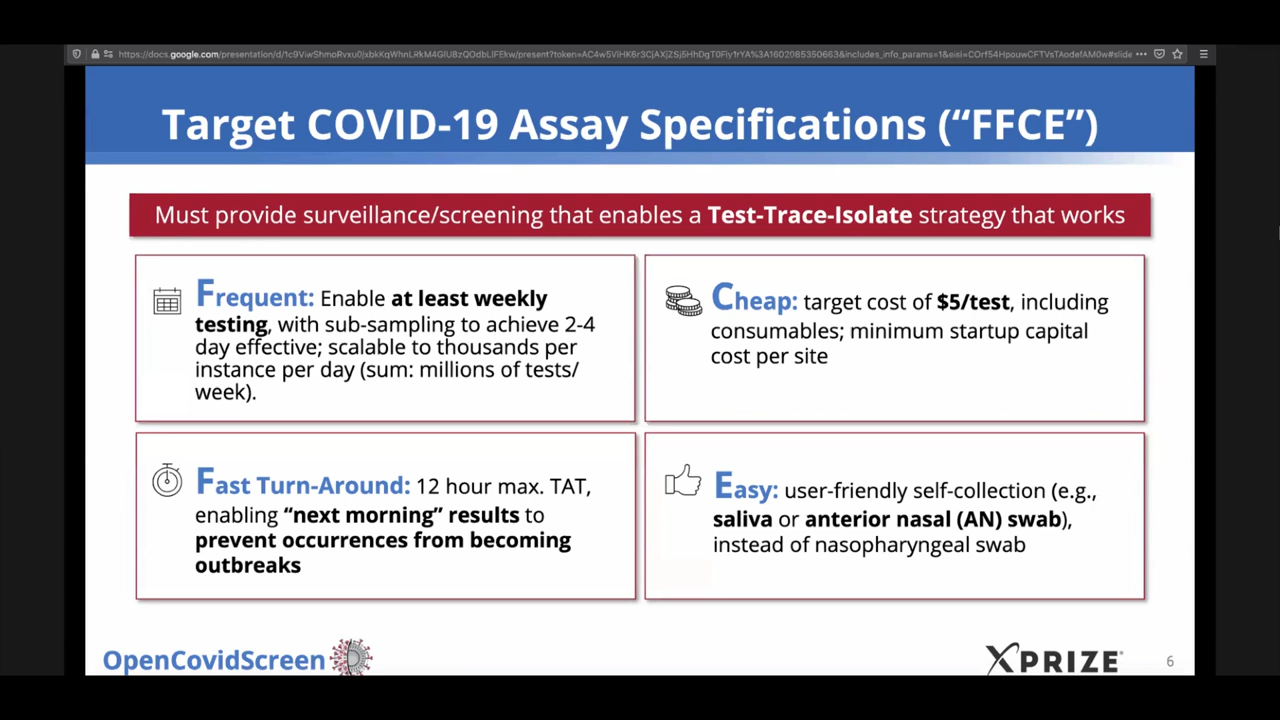 Target COVID-19 Assay Specifications (“FFCE”)
Must provide surveillance/screening that enables a Test-Trace-Isolate strategy that works
Frequent: Enable at least weekly
testing, with sub-sampling to achieve 2-4
day effective; scalable to thousands per
instance per day (sum: millions of tests/
week).
Cheap: target cost of $5/test, including
consumables; minimum startup capital
cost per site
Fast Turn-Around: 12 hour max. TAT,
enabling “next morning” results to
prevent occurrences from becoming
outbreaks
Easy: user-friendly self-collection (e.g.,
saliva or anterior nasal (AN) swab),
instead of nasopharyngeal swab
OpenCovidScreen
XPRIZE
6